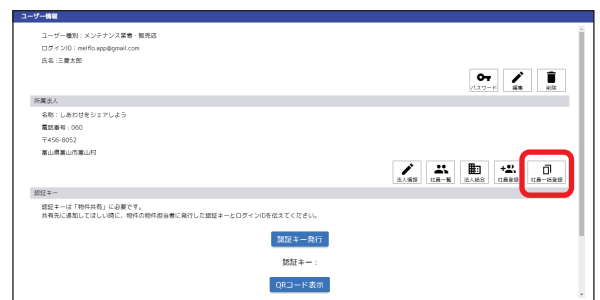 ユーザー情報
ユーザー種別：メンテナンス業者・販売店
ログインID：melflo.app@gmail.com
氏名：三菱太郎
パスワード 編集 削除
所属法人
名称：しあわせをシェアしよう
電話番号：060
〒456-8052
富山県富山市富山村
法人情報 社員一覧 法人統合 社員登録 社員一括登録
認証キー
認証キーは「物件共有」に必要です。
共有先に追加してほしい時に、物件の物件担当者に発行した認証キーとログインIDを伝えてください。
認証キー発行
認証キー：
QRコード表示